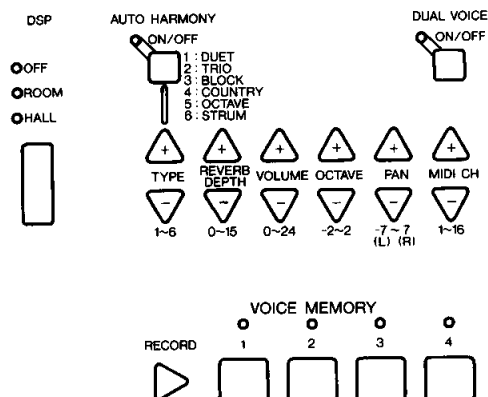 DSP
AUTO HARMONY
DUAL VOICE
ON/OFF
ON/OFF
OFF
ROOM
HALL
1 : DUET
2 : TRIO
3 : BLOCK
4 : COUNTRY
5 : OCTAVE
6 : STRUM
+ + + + + +
TYPE REVERB DEPTH VOLUME OCTAVE PAN MIDI CH
− − − − − −
1~6 0~15 0~24 -2~2 -7~7 1~16
(L) (R)
VOICE MEMORY
RECORD 1 2 3 4